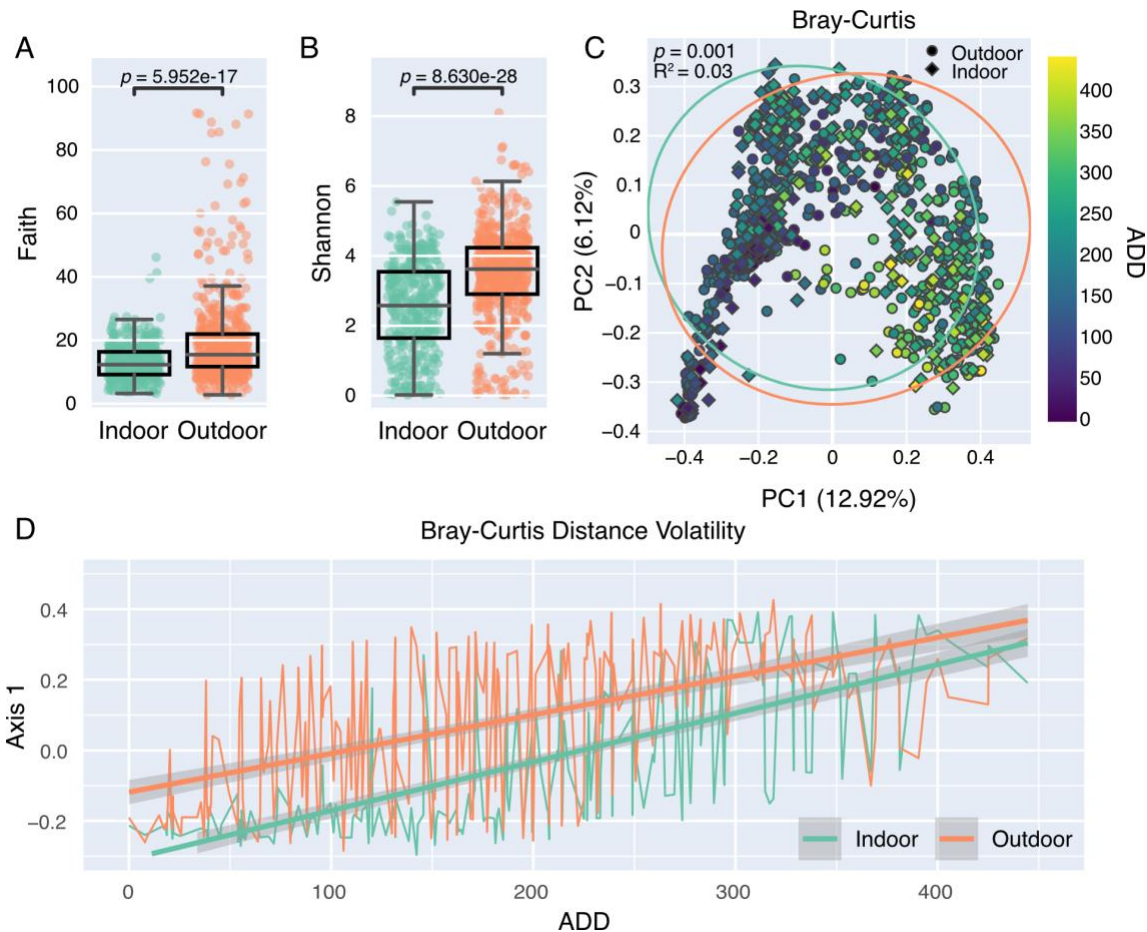 A
p = 5.952e-17
100
80
60
40
20
0
Faith
Indoor Outdoor
B
p = 8.630e-28
8
6
4
2
0
Shannon
Indoor Outdoor
C
Bray-Curtis
p = 0.001
R² = 0.03
Outdoor
Indoor
0.3
0.2
0.1
0
−0.1
−0.2
−0.3
−0.4
PC2 (6.12%)
−0.4 −0.2 0 0.2 0.4
PC1 (12.92%)
400
350
300
250
200
150
100
50
0
ADD
D
Bray-Curtis Distance Volatility
0.4
0.2
0.0
−0.2
Axis 1
Indoor Outdoor
0 100 200 300 400
ADD